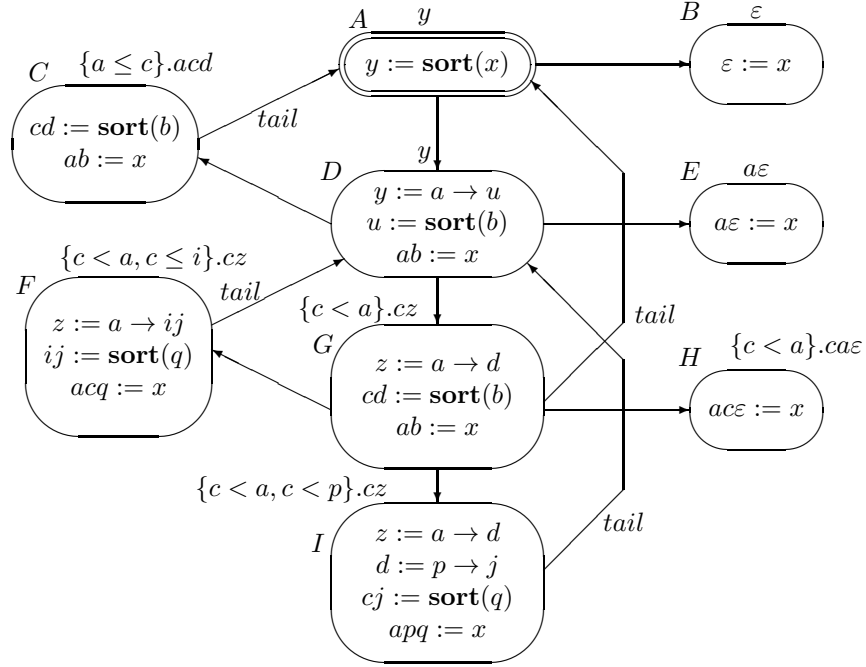 A
y
y := sort(x)
B
ε
ε := x
C
{a ≤ c}.acd
cd := sort(b)
ab := x
tail
y
D
y := a → u
u := sort(b)
ab := x
E
aε
aε := x
F
{c < a, c ≤ i}.cz
z := a → ij
ij := sort(q)
acq := x
tail
{c < a}.cz
G
z := a → d
cd := sort(b)
ab := x
tail
H
{c < a}.caε
acε := x
{c < a, c < p}.cz
I
z := a → d
d := p → j
cj := sort(q)
apq := x
tail